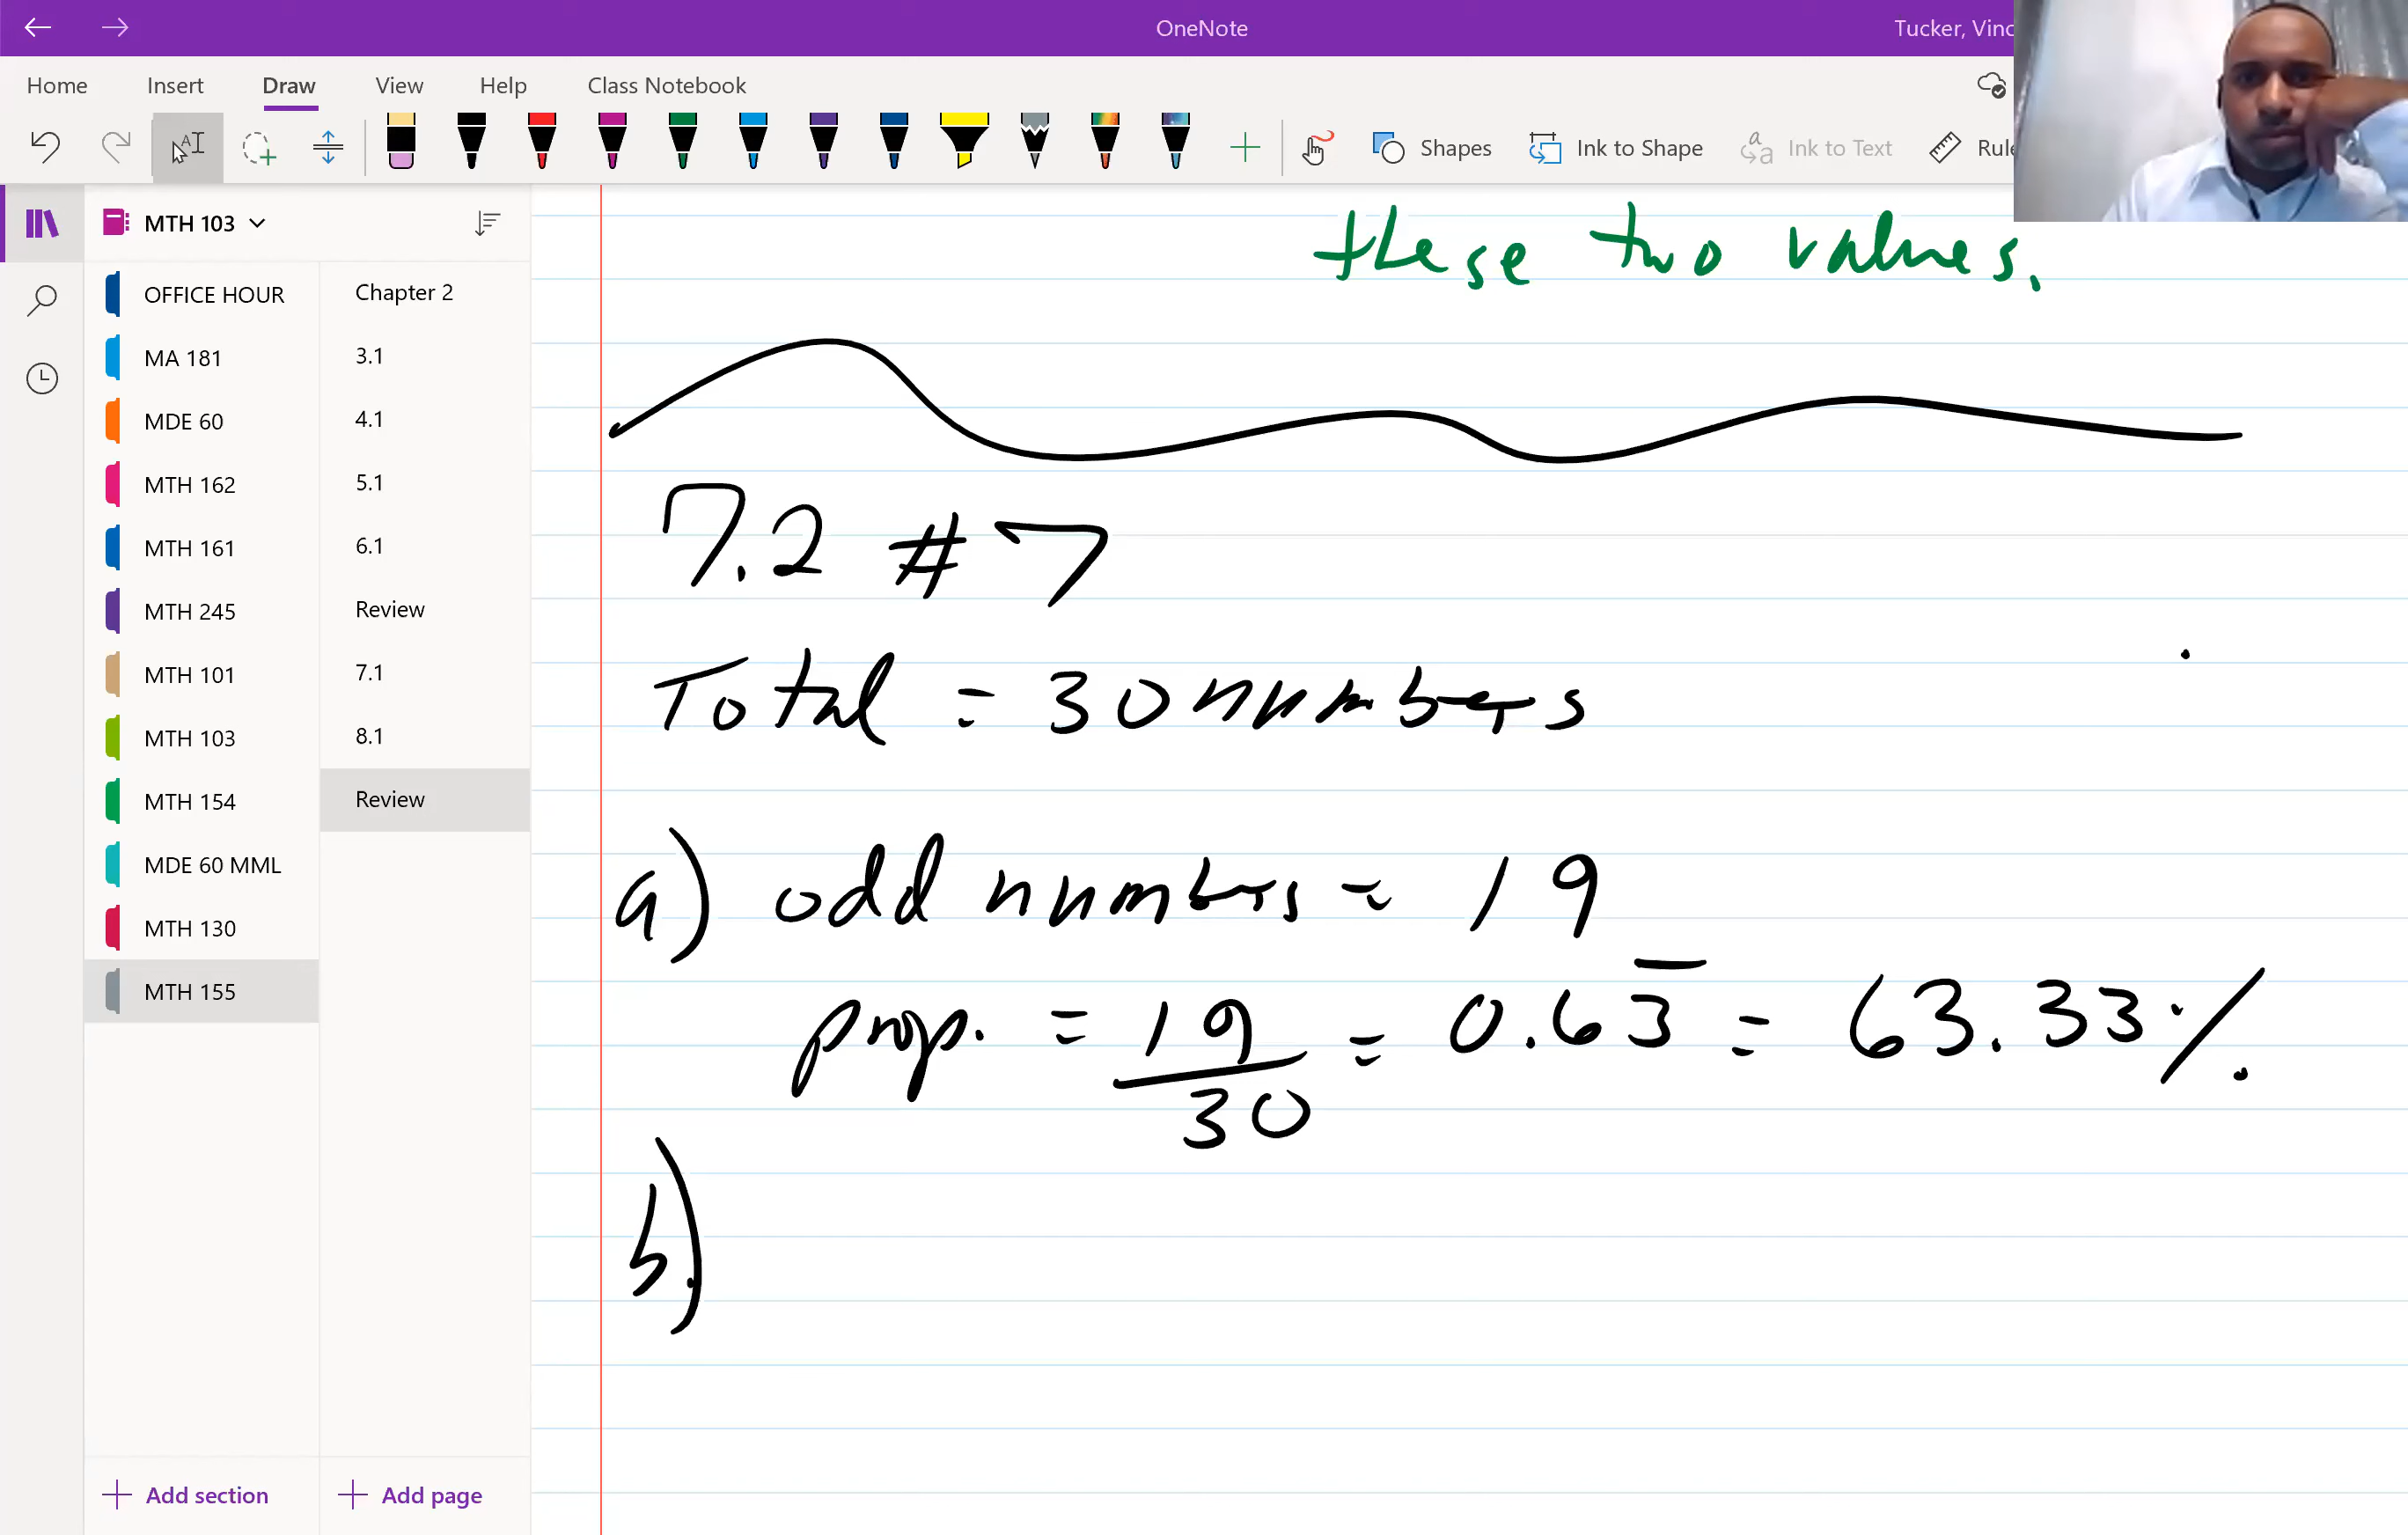 OneNote
Tucker, Vinc
Home Insert Draw View Help Class Notebook
Shapes Ink to Shape Ink to Text Rule
MTH 103
OFFICE HOUR
MA 181
MDE 60
MTH 162
MTH 161
MTH 245
MTH 101
MTH 103
MTH 154
MDE 60 MML
MTH 130
MTH 155
Add section
Chapter 2
3.1
4.1
5.1
6.1
Review
7.1
8.1
Review
Add page
these two values.
7.2 #7
Total = 30 numbers
a) odd numbers = 19
prop. = 19/30 = 0.63̅ = 63.33%
b)